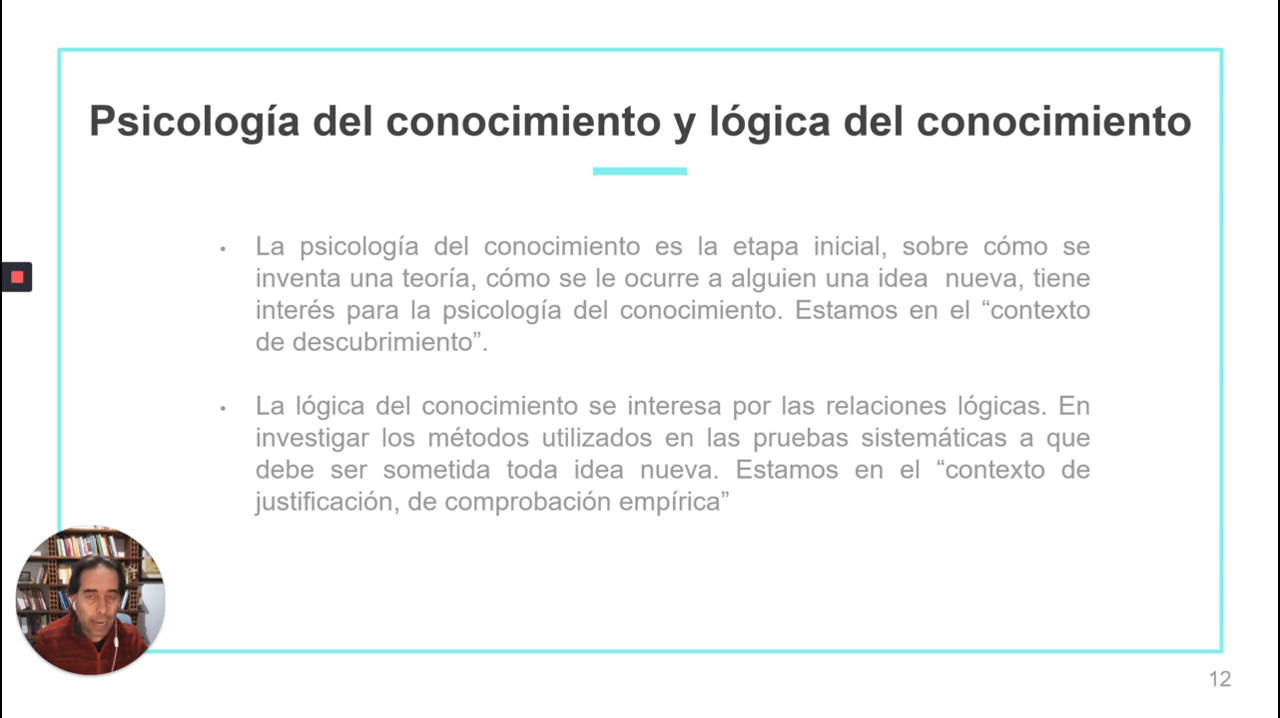 Psicología del conocimiento y lógica del conocimiento
• La psicología del conocimiento es la etapa inicial, sobre cómo se
inventa una teoría, cómo se le ocurre a alguien una idea  nueva, tiene
interés para la psicología del conocimiento. Estamos en el “contexto
de descubrimiento”.
• La lógica del conocimiento se interesa por las relaciones lógicas. En
investigar los métodos utilizados en las pruebas sistemáticas a que
debe ser sometida toda idea nueva. Estamos en el “contexto de
justificación, de comprobación empírica”
12